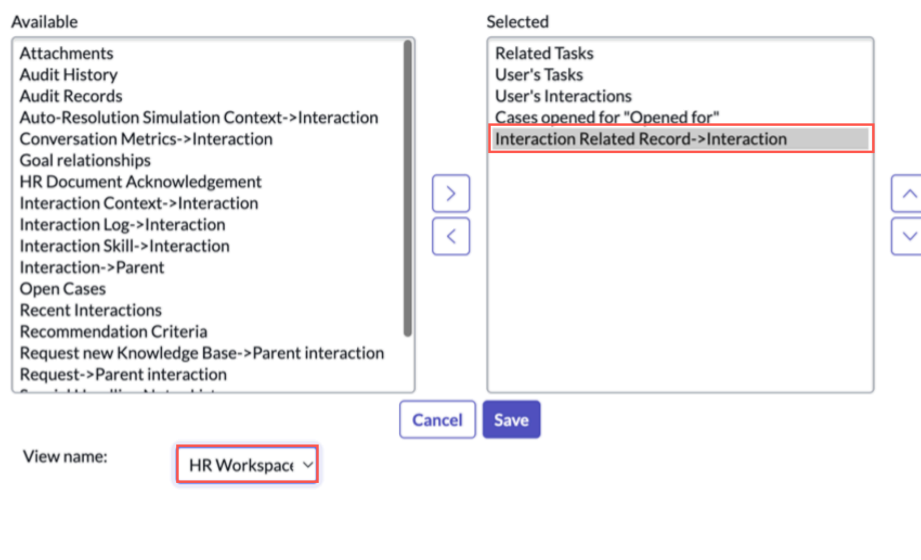 Available
Attachments
Audit History
Audit Records
Auto-Resolution Simulation Context->Interaction
Conversation Metrics->Interaction
Goal relationships
HR Document Acknowledgement
Interaction Context->Interaction
Interaction Log->Interaction
Interaction Skill->Interaction
Interaction->Parent
Open Cases
Recent Interactions
Recommendation Criteria
Request new Knowledge Base->Parent interaction
Request->Parent interaction
Selected
Related Tasks
User's Tasks
User's Interactions
Cases opened for "Opened for"
Interaction Related Record->Interaction
Cancel
Save
View name:
HR Workspace